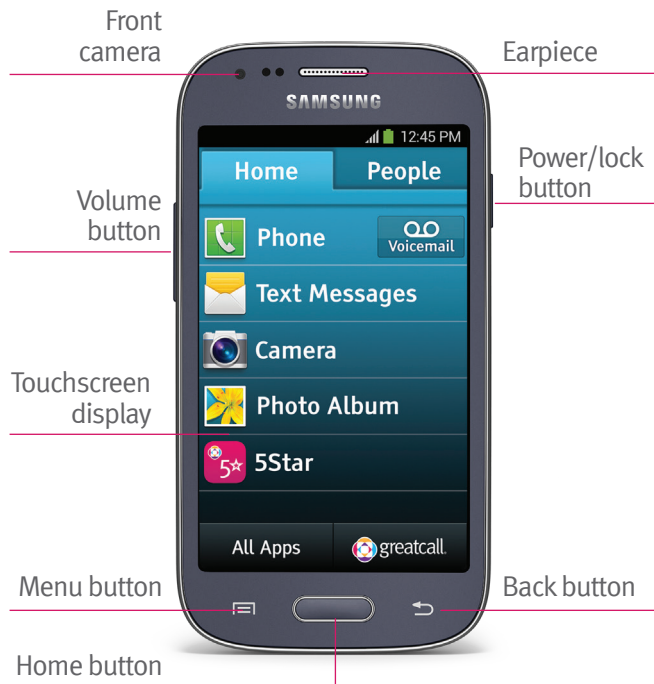 Front
camera
Earpiece
SAMSUNG
12:45 PM
Home People
Power/lock
button
Volume
button
Phone
Voicemail
Text Messages
Camera
Touchscreen
display
Photo Album
5☆ 5Star
All Apps greatcall.
Menu button
Back button
Home button